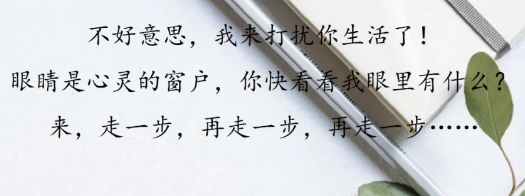 不好意思，我来打扰你生活了！
眼睛是心灵的窗户，你快看看我眼里有什么？
来，走一步，再走一步，再走一步……